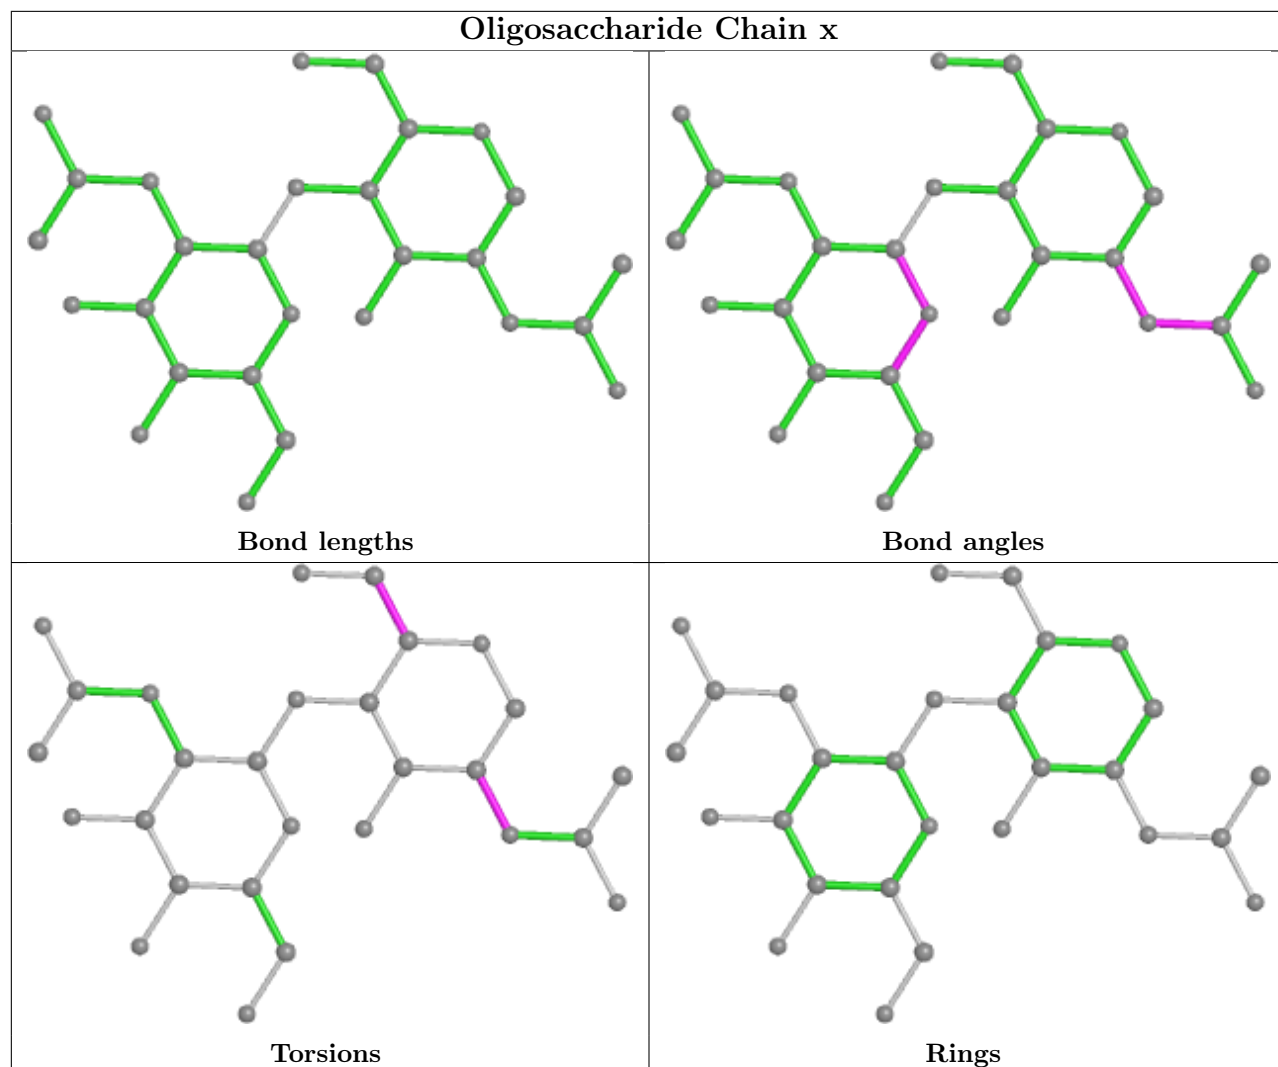 Oligosaccharide Chain x
Bond lengths
Bond angles
Torsions
Rings